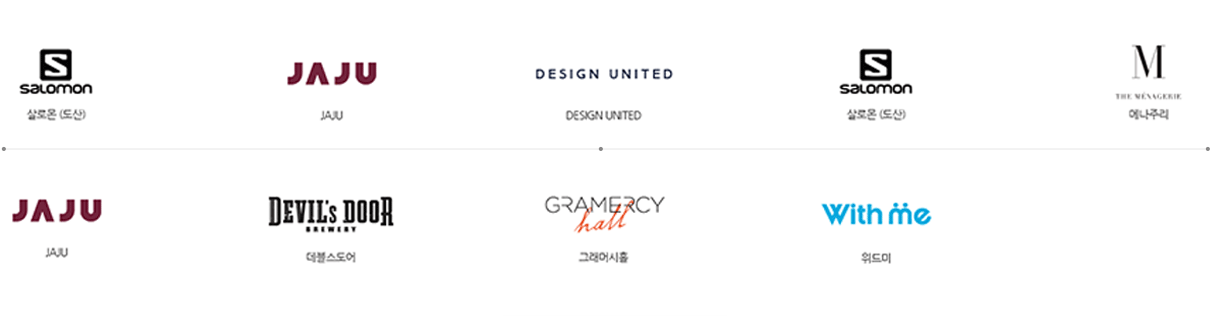 S
salomon
살로몬 (도산)
JAJU
JAJU
DESIGN UNITED
DESIGN UNITED
S
salomon
살로몬 (도산)
M
THE MÉNAGERIE
메나주리
JAJU
JAJU
DEVIL's DOOR
BREWERY
데블스도어
GRAMERCY
hall
그래머시홀
With me
위드미